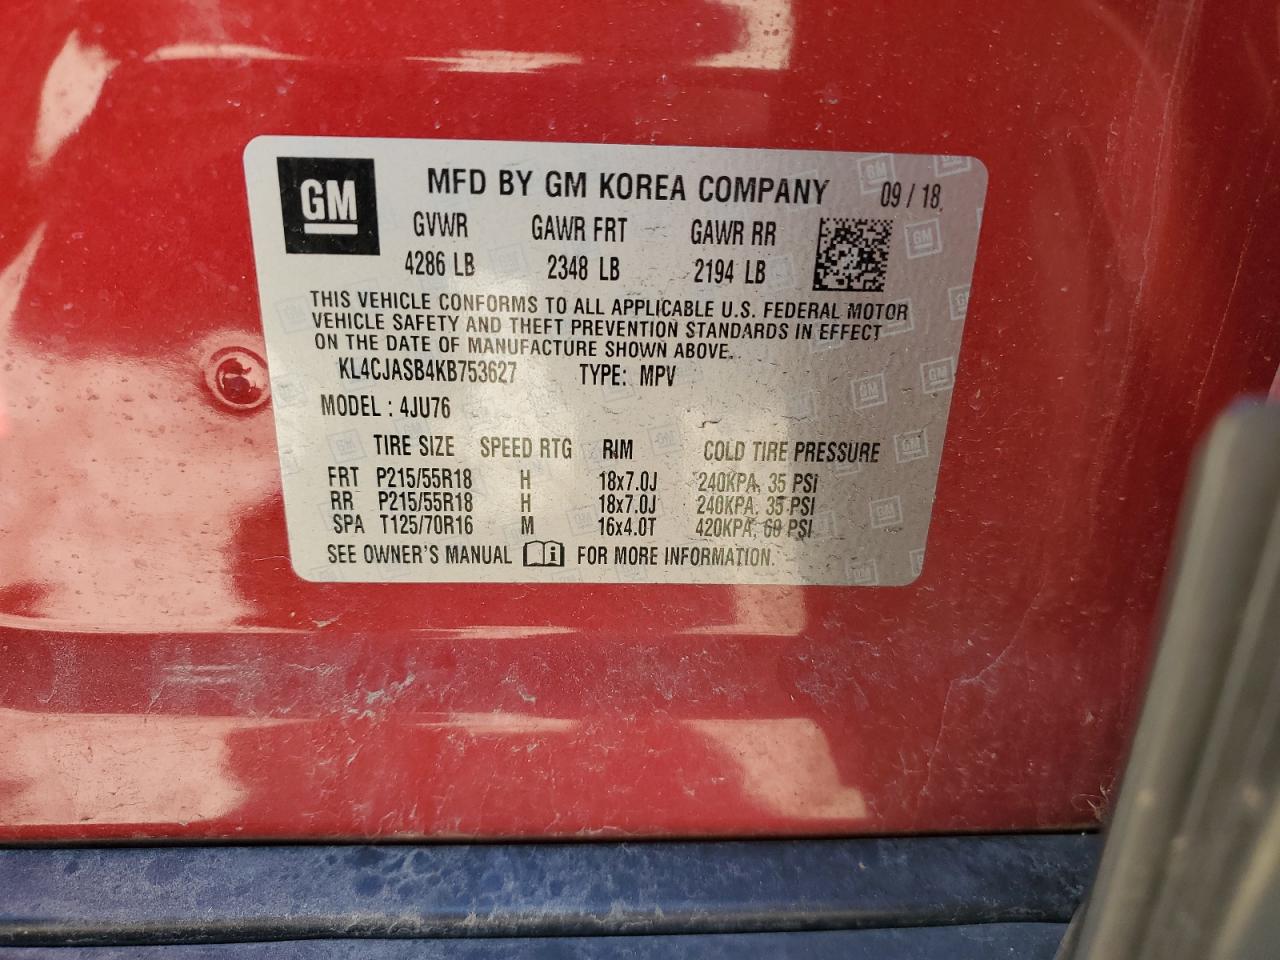 GM MFD BY GM KOREA COMPANY 09 / 18
GVWR GAWR FRT GAWR RR
4286 LB 2348 LB 2194 LB
THIS VEHICLE CONFORMS TO ALL APPLICABLE U.S. FEDERAL MOTOR
VEHICLE SAFETY AND THEFT PREVENTION STANDARDS IN EFFECT
ON THE DATE OF MANUFACTURE SHOWN ABOVE.
KL4CJASB4KB753627 TYPE: MPV
MODEL : 4JU76
TIRE SIZE SPEED RTG RIM COLD TIRE PRESSURE
FRT P215/55R18 H 18x7.0J 240KPA, 35 PSI
RR P215/55R18 H 18x7.0J 240KPA, 35 PSI
SPA T125/70R16 M 16x4.0T 420KPA, 60 PSI
SEE OWNER'S MANUAL i FOR MORE INFORMATION.